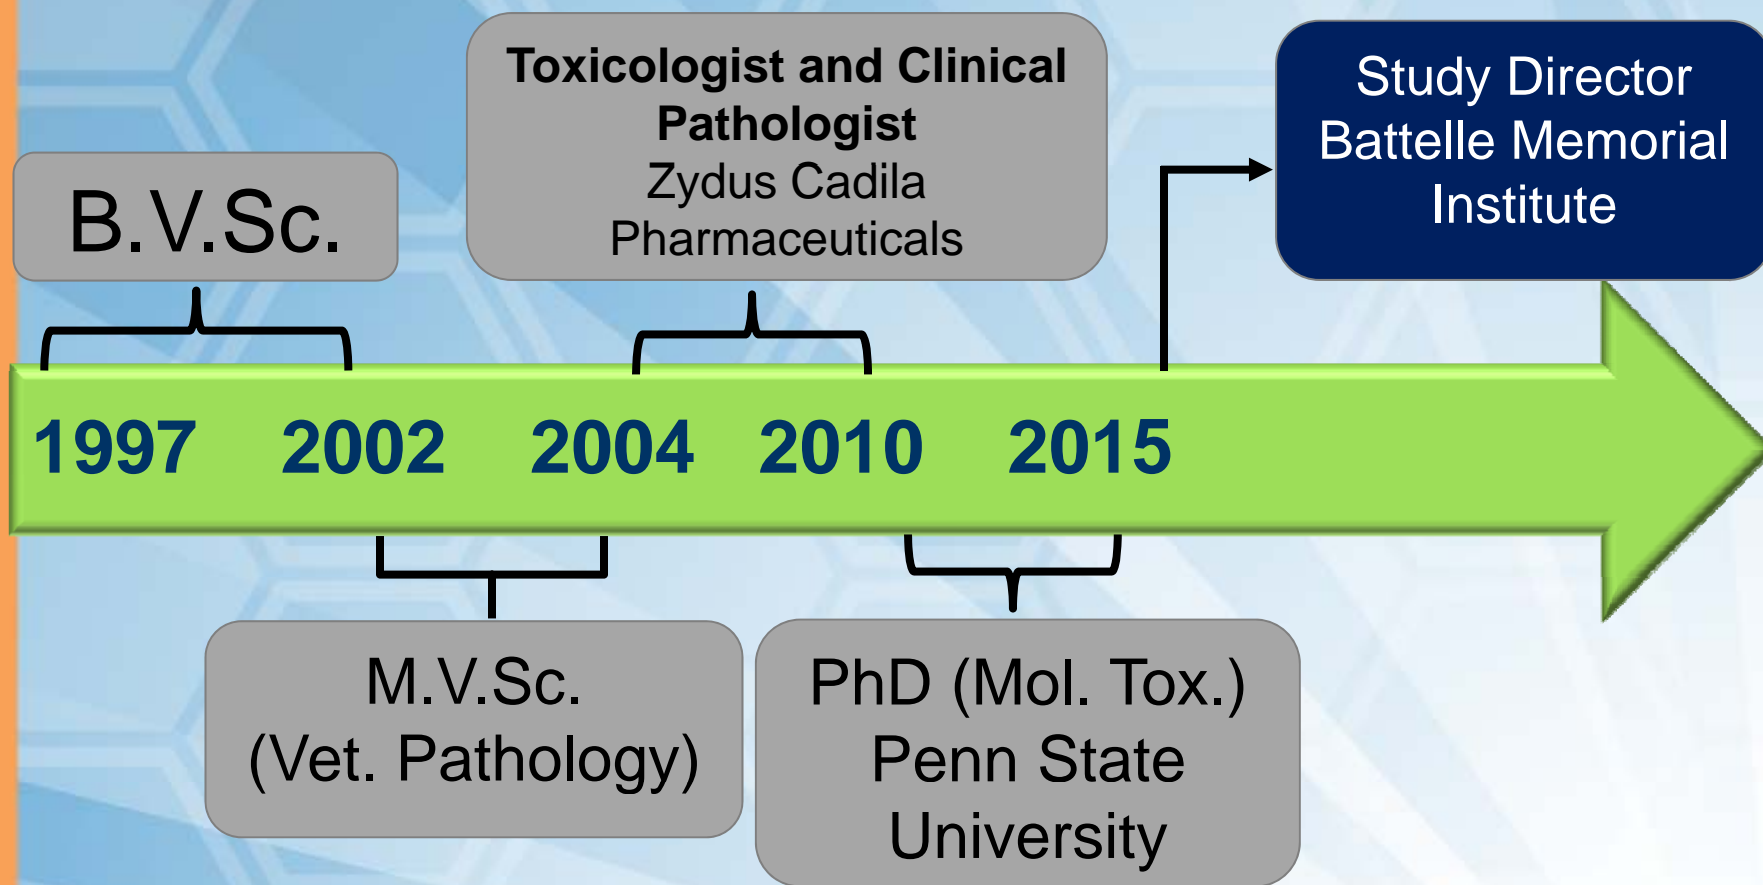 B.V.Sc.
Toxicologist and Clinical
Pathologist
Zydus Cadila
Pharmaceuticals
Study Director
Battelle Memorial
Institute
1997 2002 2004 2010 2015
M.V.Sc.
(Vet. Pathology)
PhD (Mol. Tox.)
Penn State
University